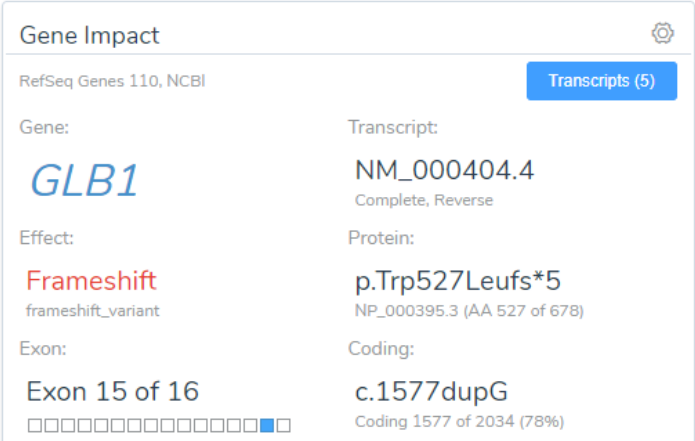 Gene Impact
RefSeq Genes 110, NCBI
Transcripts (5)
Gene:
Transcript:
GLB1
NM_000404.4
Complete, Reverse
Effect:
Protein:
Frameshift
p.Trp527Leufs*5
frameshift_variant
NP_000395.3 (AA 527 of 678)
Exon:
Coding:
Exon 15 of 16
c.1577dupG
Coding 1577 of 2034 (78%)